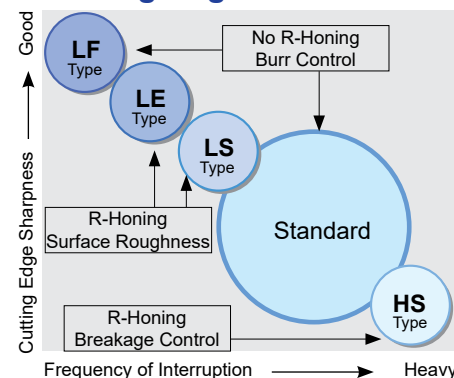 Good
Cutting Edge Sharpness
LF
Type
LE
Type
LS
Type
No R-Honing
Burr Control
R-Honing
Surface Roughness
Standard
R-Honing
Breakage Control
HS
Type
Frequency of Interruption
Heavy